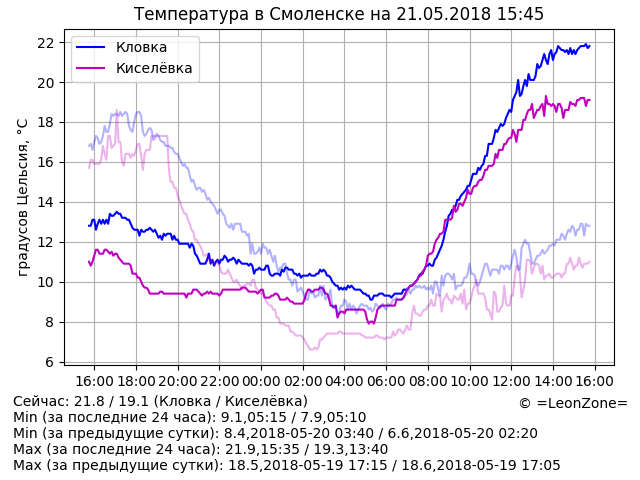 Температура в Смоленске на 21.05.2018 15:45
Кловка
Киселёвка
градусов Цельсия, °C
22
20
18
16
14
12
10
8
6
16:00 18:00 20:00 22:00 00:00 02:00 04:00 06:00 08:00 10:00 12:00 14:00 16:00
Сейчас: 21.8 / 19.1 (Кловка / Киселёвка)
© =LeonZone=
Min (за последние 24 часа): 9.1,05:15 / 7.9,05:10
Min (за предыдущие сутки): 8.4,2018-05-20 03:40 / 6.6,2018-05-20 02:20
Max (за последние 24 часа): 21.9,15:35 / 19.3,13:40
Max (за предыдущие сутки): 18.5,2018-05-19 17:15 / 18.6,2018-05-19 17:05